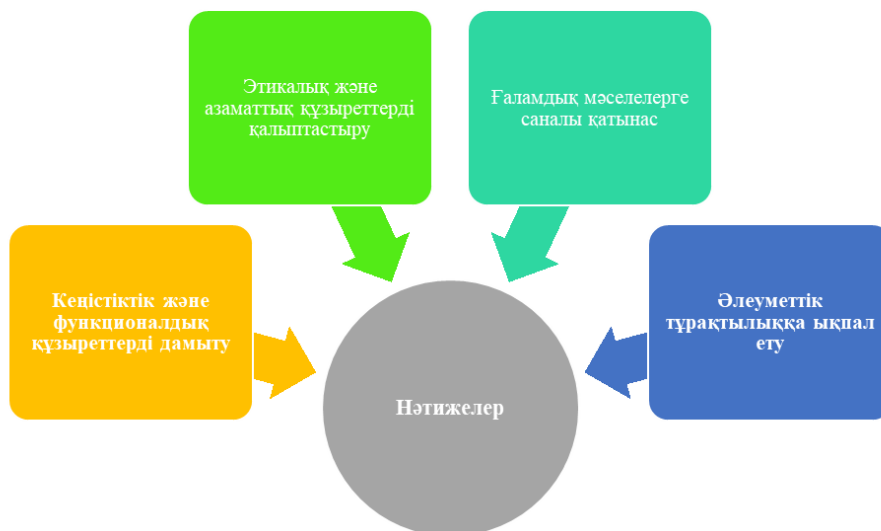 Кеңістіктік және
функционалдық
құзыреттерді дамыту
Этикалық және
азаматтық құзыреттерді
қалыптастыру
Ғаламдық мәселелерге
саналы қатынас
Әлеуметтік
тұрақтылыққа ықпал
ету
Нәтижелер